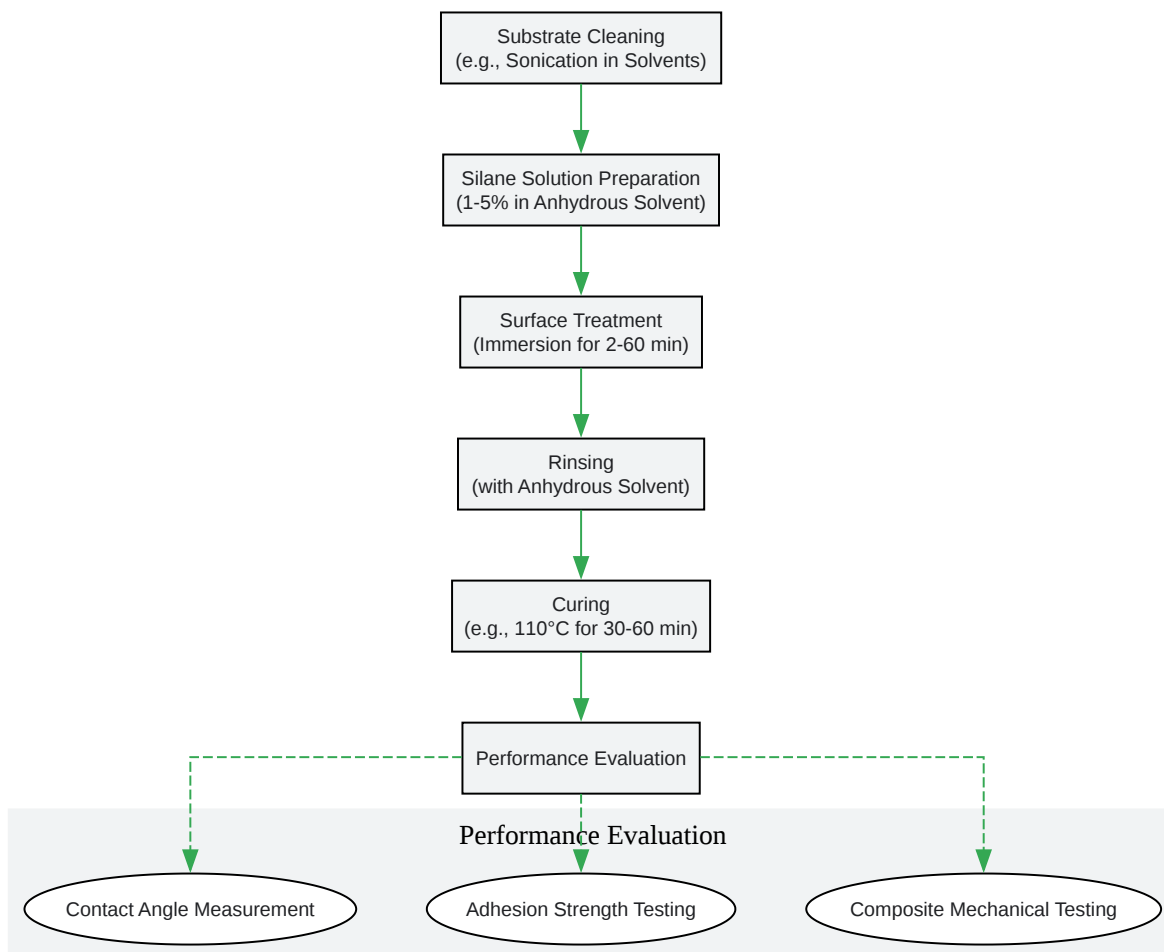 Substrate Cleaning
(e.g., Sonication in Solvents)
Silane Solution Preparation
(1-5% in Anhydrous Solvent)
Surface Treatment
(Immersion for 2-60 min)
Rinsing
(with Anhydrous Solvent)
Curing
(e.g., 110°C for 30-60 min)
Performance Evaluation
Performance Evaluation
Contact Angle Measurement
Adhesion Strength Testing
Composite Mechanical Testing